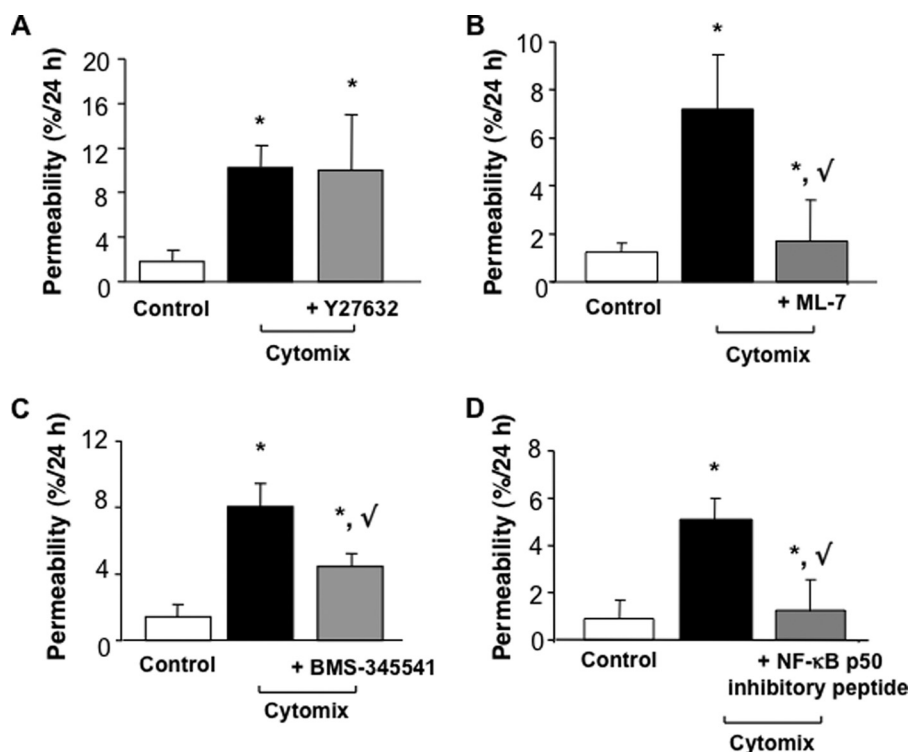 A
Permeability (%/24 h)
20
16
12
8
4
0
*
*
Control
+ Y27632
Cytomix
B
Permeability (%/24 h)
10
8
6
4
2
0
*
*, √
+ ML-7
Control
Cytomix
C
Permeability (%/24 h)
12
8
4
0
*
*, √
Control
+ BMS-345541
Cytomix
D
Permeability (%/24 h)
8
6
4
2
0
*
*, √
Control
+ NF-κB p50
inhibitory peptide
Cytomix